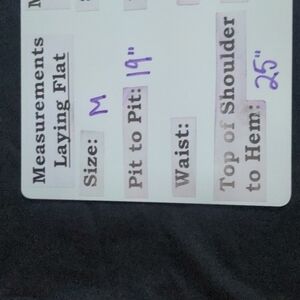 Measurements
Laying Flat
Size: M
Pit to Pit: 19"
Waist:
Top of Shoulder
to Hem: 25"